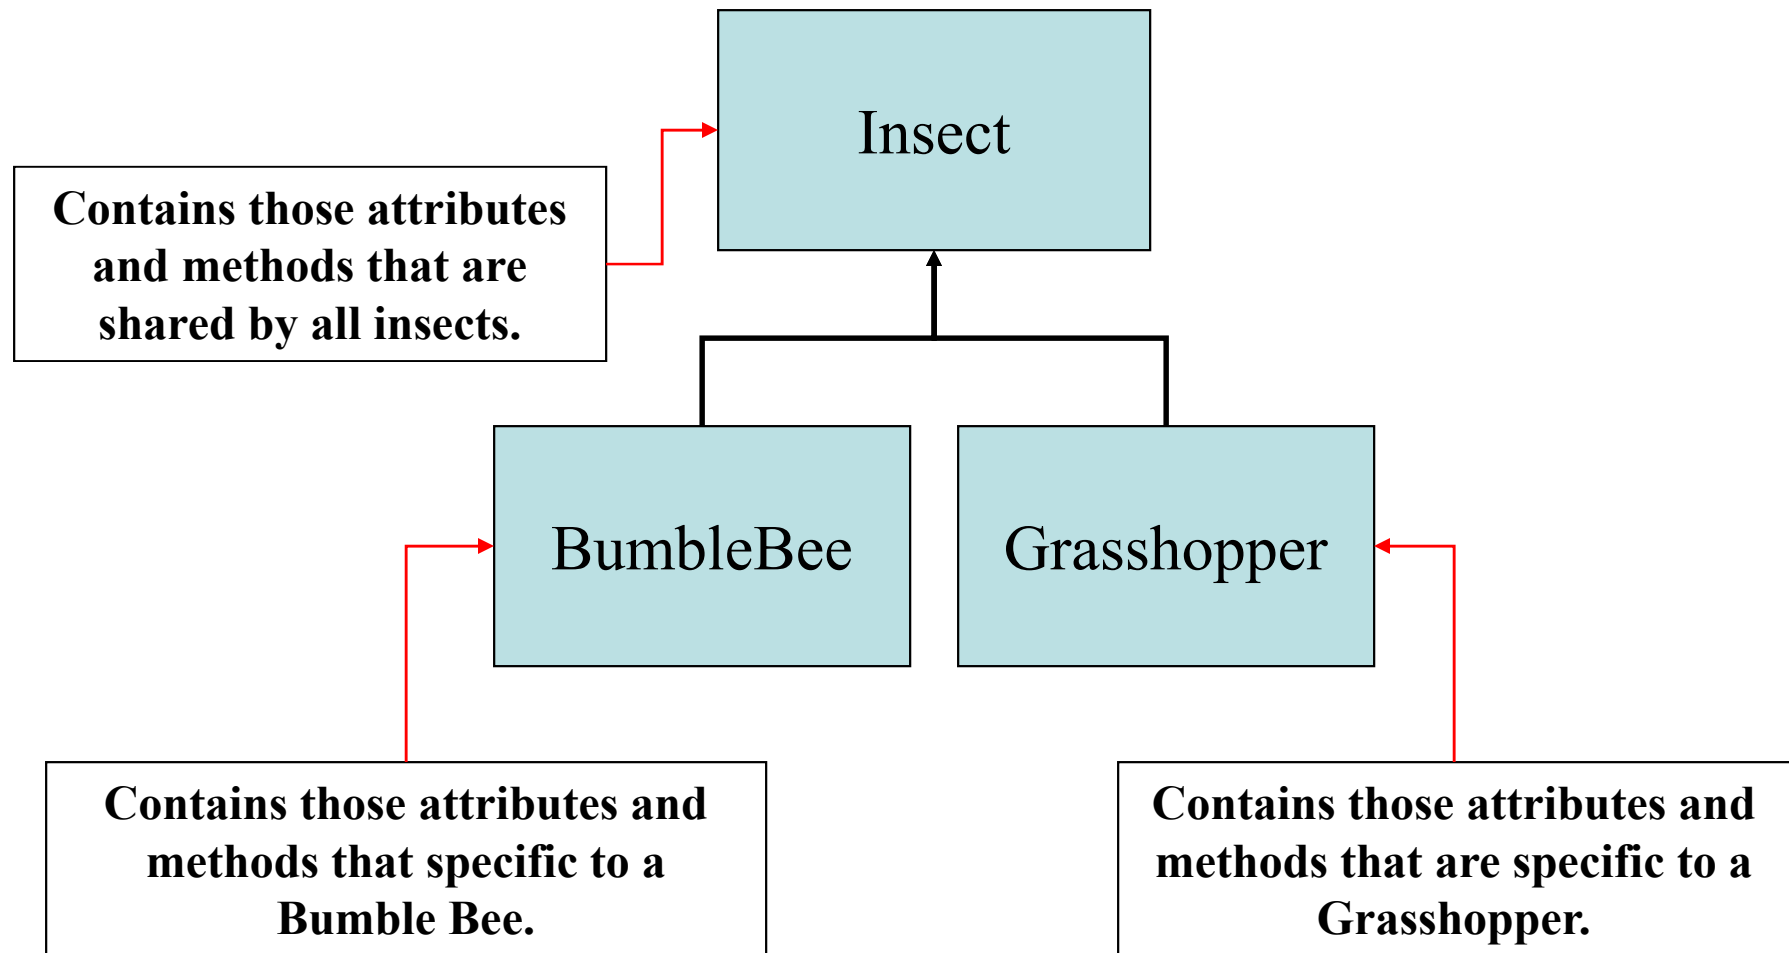 Insect
Contains those attributes
and methods that are
shared by all insects.
BumbleBee
Grasshopper
Contains those attributes and
methods that specific to a
Bumble Bee.
Contains those attributes and
methods that are specific to a
Grasshopper.